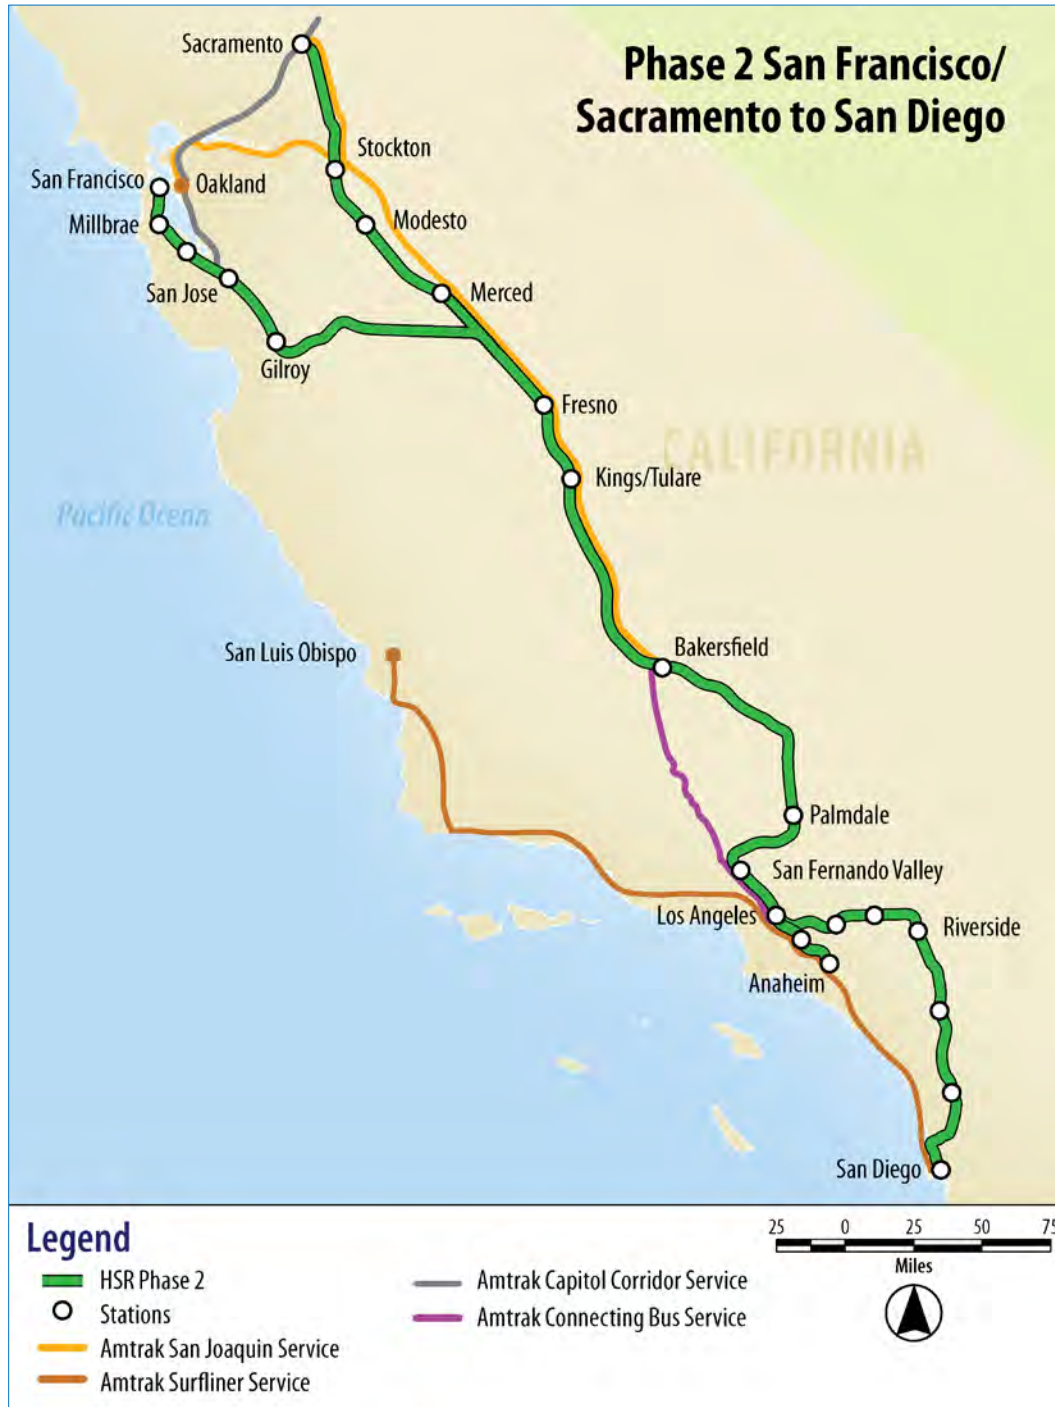 Phase 2 San Francisco/
Sacramento to San Diego
Sacramento
Stockton
San Francisco
Oakland
Millbrae
Modesto
San Jose
Merced
Gilroy
Fresno
CALIFORNIA
Kings/Tulare
Pacific Ocean
San Luis Obispo
Bakersfield
Palmdale
San Fernando Valley
Los Angeles
Riverside
Anaheim
San Diego
Legend
HSR Phase 2
Stations
Amtrak San Joaquin Service
Amtrak Surfliner Service
Amtrak Capitol Corridor Service
Amtrak Connecting Bus Service
25 0 25 50 75
Miles